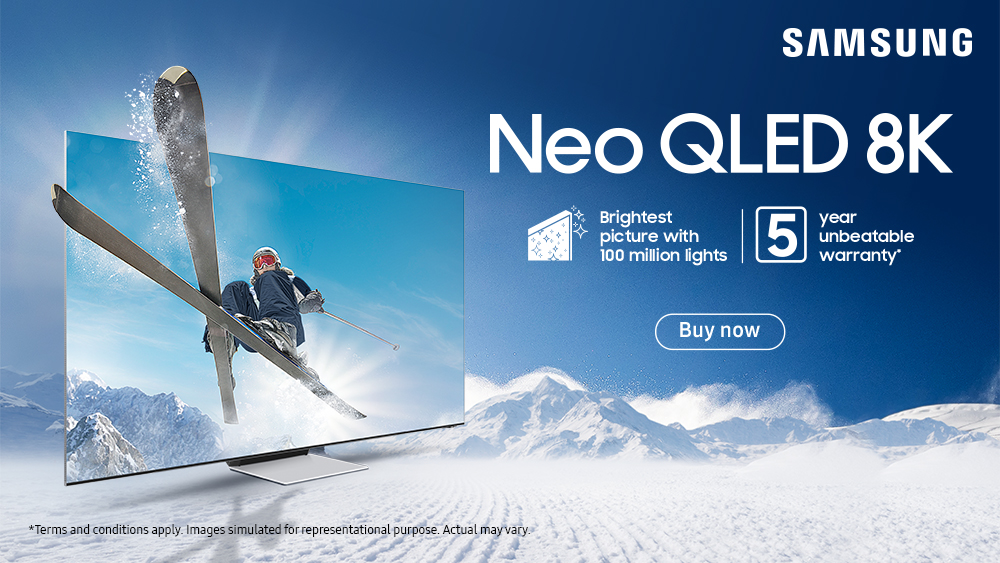 SAMSUNG
Neo QLED 8K
Brightest
picture with
100 million lights
5
year
unbeatable
warranty*
Buy now
*Terms and conditions apply. Images simulated for representational purpose. Actual may vary.